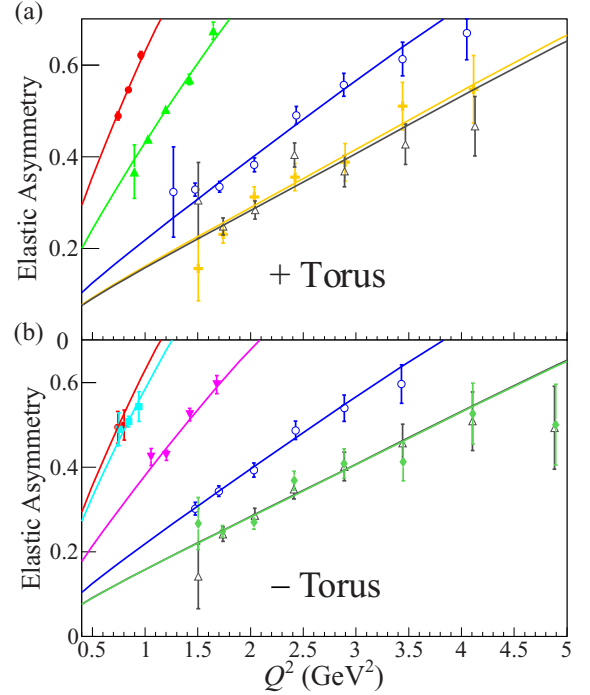 (a)
Elastic Asymmetry
0.6
0.4
0.2
+ Torus
(b)
0
Elastic Asymmetry
0.6
0.4
0.2
0
− Torus
0.5 1 1.5 2 2.5 3 3.5 4 4.5 5
Q² (GeV²)